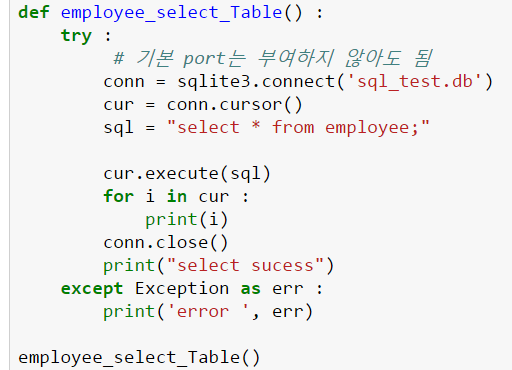 def employee_select_Table() :
    try :
         # 기본 port는 부여하지 않아도 됨
        conn = sqlite3.connect('sql_test.db')
        cur = conn.cursor()
        sql = "select * from employee;"

        cur.execute(sql)
        for i in cur :
            print(i)
        conn.close()
        print("select sucess")
    except Exception as err :
        print('error ', err)

employee_select_Table()